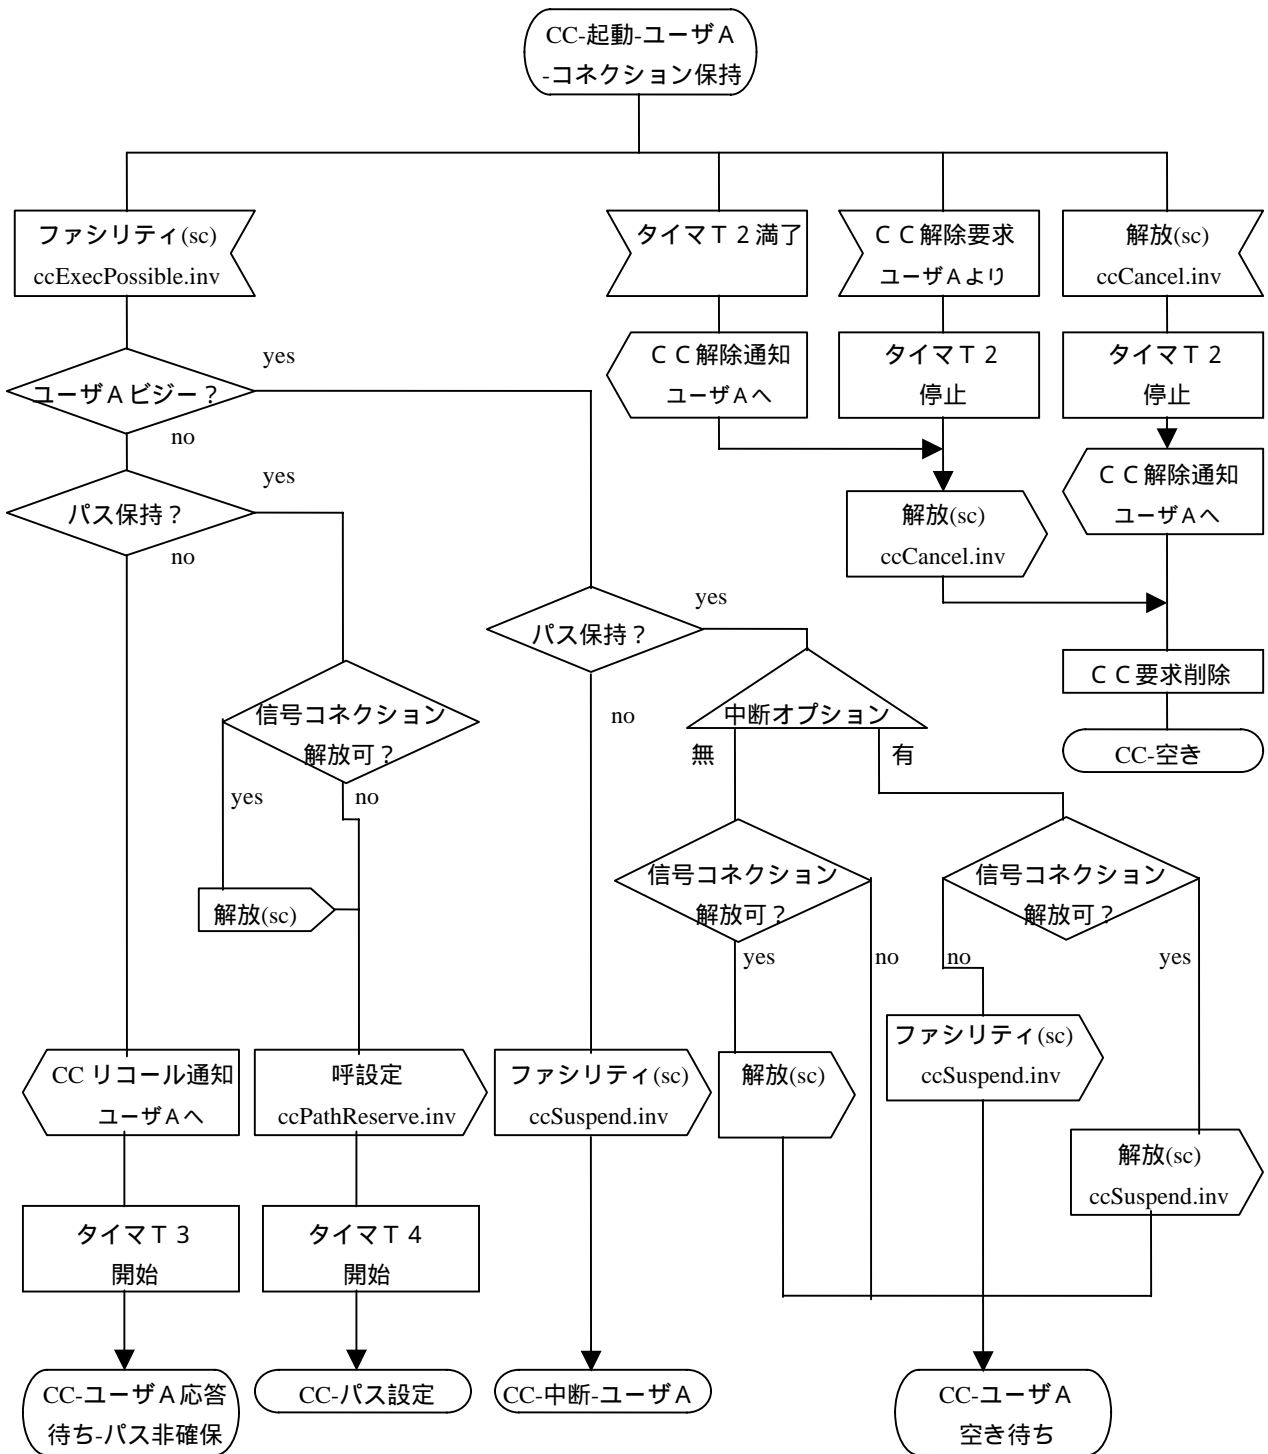 CC-起動-ユーザA
-コネクション保持
ファシリティ(sc)
ccExecPossible.inv
タイマT2満了
CC解除要求
ユーザAより
解放(sc)
ccCancel.inv
ユーザAビジー?
yes
no
CC解除通知
ユーザAへ
タイマT2
停止
タイマT2
停止
パス保持?
yes
no
解放(sc)
ccCancel.inv
CC解除通知
ユーザAへ
パス保持?
yes
no
CC要求削除
CC-空き
信号コネクション
解放可?
yes
no
中断オプション
無
有
解放(sc)
信号コネクション
解放可?
yes
no
信号コネクション
解放可?
no
yes
CCリコール通知
ユーザAへ
呼設定
ccPathReserve.inv
ファシリティ(sc)
ccSuspend.inv
解放(sc)
ファシリティ(sc)
ccSuspend.inv
解放(sc)
ccSuspend.inv
タイマT3
開始
タイマT4
開始
CC-ユーザA応答
待ち-パス非確保
CC-パス設定
CC-中断-ユーザA
CC-ユーザA
空き待ち